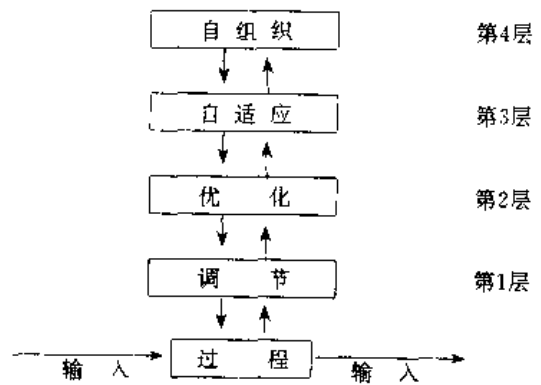 自组织 第4层
自适应 第3层
优化 第2层
调节 第1层
输入 过程 输入